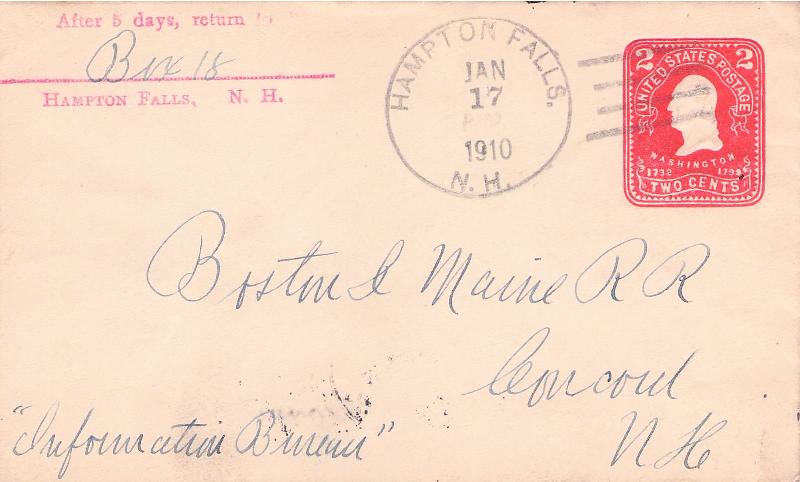 After 5 days, return to
Box 18
HAMPTON FALLS, N. H.
HAMPTON FALLS.
JAN
17
1910
N.H.
2 2
UNITED STATES POSTAGE
WASHINGTON
1732 1799
TWO CENTS
Boston & Maine R R
Concord
N H
"Information Bureau"